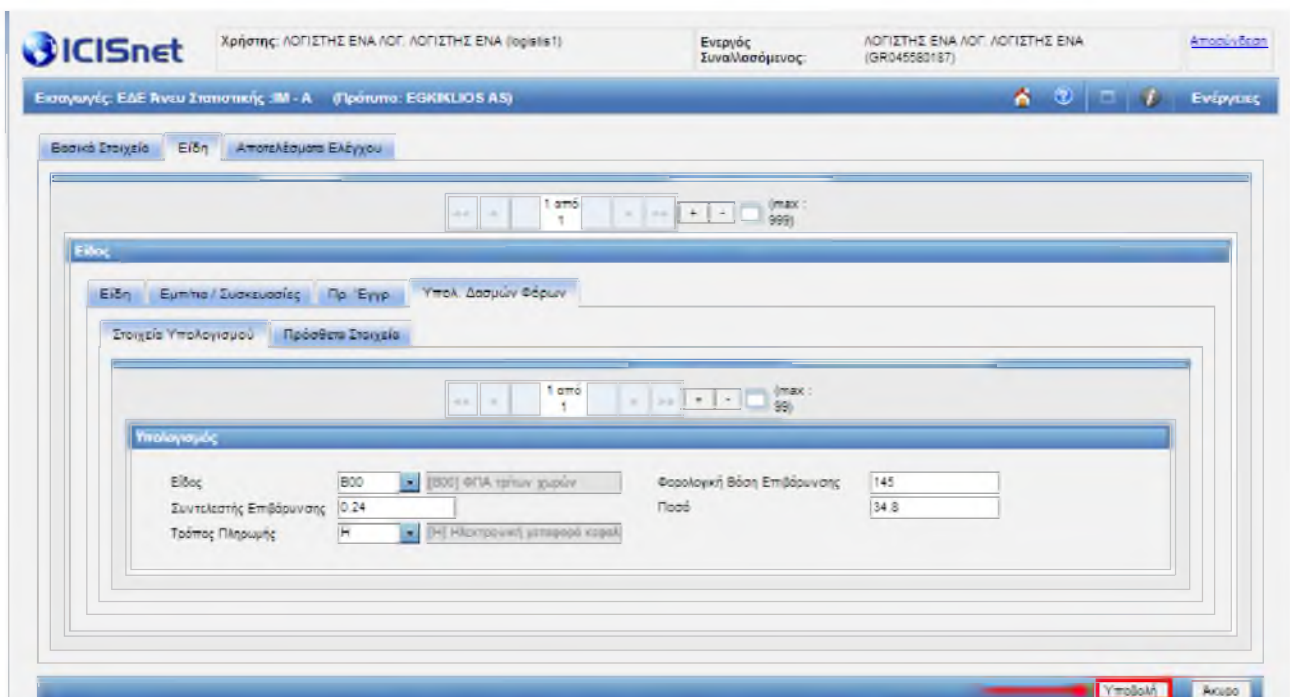 ICISnet
Χρήστης: ΛΟΓΙΣΤΗΣ ΕΝΑ ΛΟΓ. ΛΟΓΙΣΤΗΣ ΕΝΑ (logistis1)
Ενεργός Συναλλασόμενος:
ΛΟΓΙΣΤΗΣ ΕΝΑ ΛΟΓ. ΛΟΓΙΣΤΗΣ ΕΝΑ (GR045583187)
Αποσύνδεση
Εισαγωγές: ΕΔΕ Άνευ Στατιστικής :IM - A (Πρότυπο: EGKIKLIOS AS)
Ενέργειες
Βασικά Στοιχεία Είδη Αποτελέσματα Ελέγχου
<< < 1 από 1 > >> + - (max : 999)
Είδος
Είδη Εμπ/τια / Συσκευασίες Πρ. Έγγρ. Υπολ. Δασμών Φόρων
Στοιχεία Υπολογισμού Πρόσθετα Στοιχεία
<< < 1 από 1 > >> + - (max : 99)
Υπολογισμός
Είδος B00 [B00] ΦΠΑ τρίτων χωρών Φορολογική Βάση Επιβάρυνσης 145
Συντελεστής Επιβάρυνσης 0.24 Ποσό 34.8
Τρόπος Πληρωμής H [H] Ηλεκτρονική μεταφορά κεφαλ
Υποβολή Άκυρο